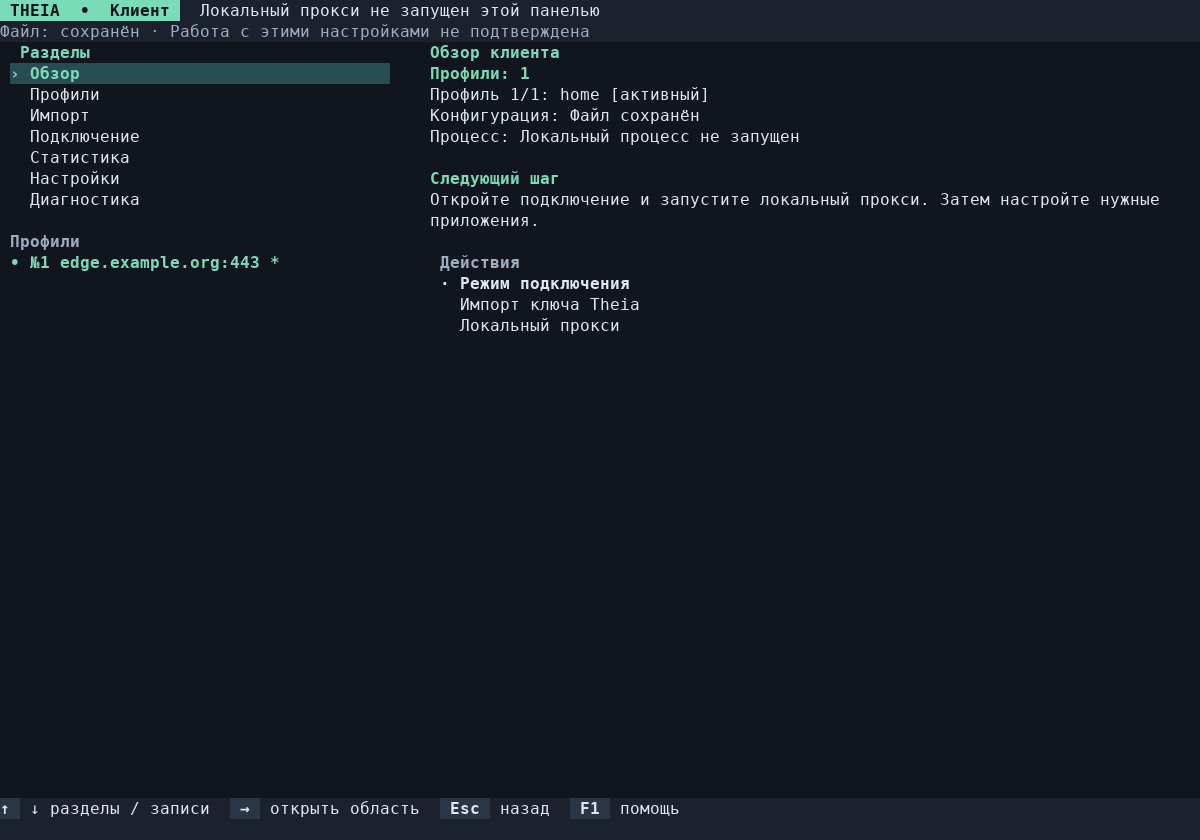 THEIA • Клиент Локальный прокси не запущен этой панелью
Файл: сохранён · Работа с этими настройками не подтверждена
Разделы
› Обзор
Профили
Импорт
Подключение
Статистика
Настройки
Диагностика
Профили
• №1 edge.example.org:443 *
Обзор клиента
Профили: 1
Профиль 1/1: home [активный]
Конфигурация: Файл сохранён
Процесс: Локальный процесс не запущен
Следующий шаг
Откройте подключение и запустите локальный прокси. Затем настройте нужные
приложения.
Действия
· Режим подключения
Импорт ключа Theia
Локальный прокси
↑ ↓ разделы / записи → открыть область Esc назад F1 помощь